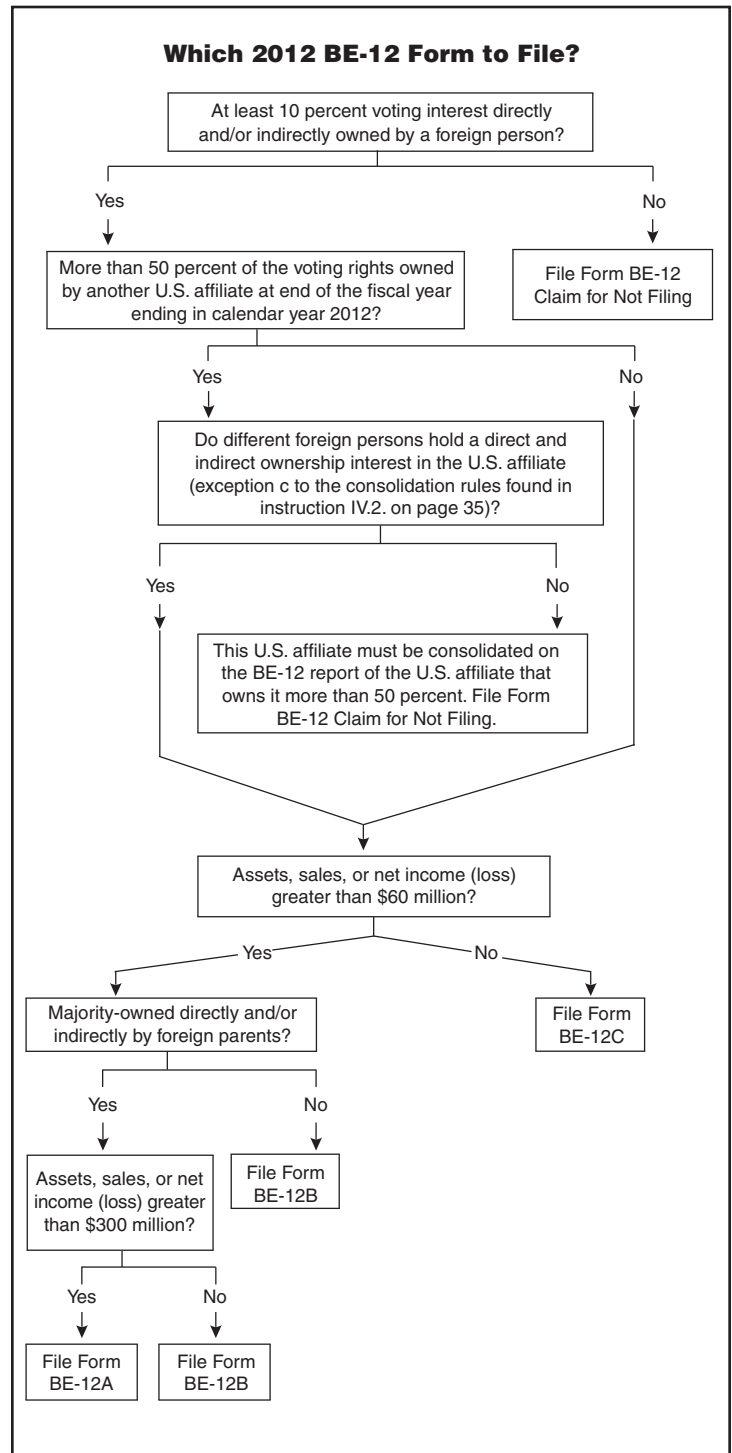 Which 2012 BE-12 Form to File?
At least 10 percent voting interest directly
and/or indirectly owned by a foreign person?
Yes
No
More than 50 percent of the voting rights owned
by another U.S. affiliate at end of the fiscal year
ending in calendar year 2012?
File Form BE-12
Claim for Not Filing
Yes
No
Do different foreign persons hold a direct and
indirect ownership interest in the U.S. affiliate
(exception c to the consolidation rules found in
instruction IV.2. on page 35)?
Yes
No
This U.S. affiliate must be consolidated on
the BE-12 report of the U.S. affiliate that
owns it more than 50 percent. File Form
BE-12 Claim for Not Filing.
Assets, sales, or net income (loss)
greater than $60 million?
Yes
No
Majority-owned directly and/or
indirectly by foreign parents?
File Form
BE-12C
Yes
No
Assets, sales, or net
income (loss) greater
than $300 million?
File Form
BE-12B
Yes
No
File Form
BE-12A
File Form
BE-12B